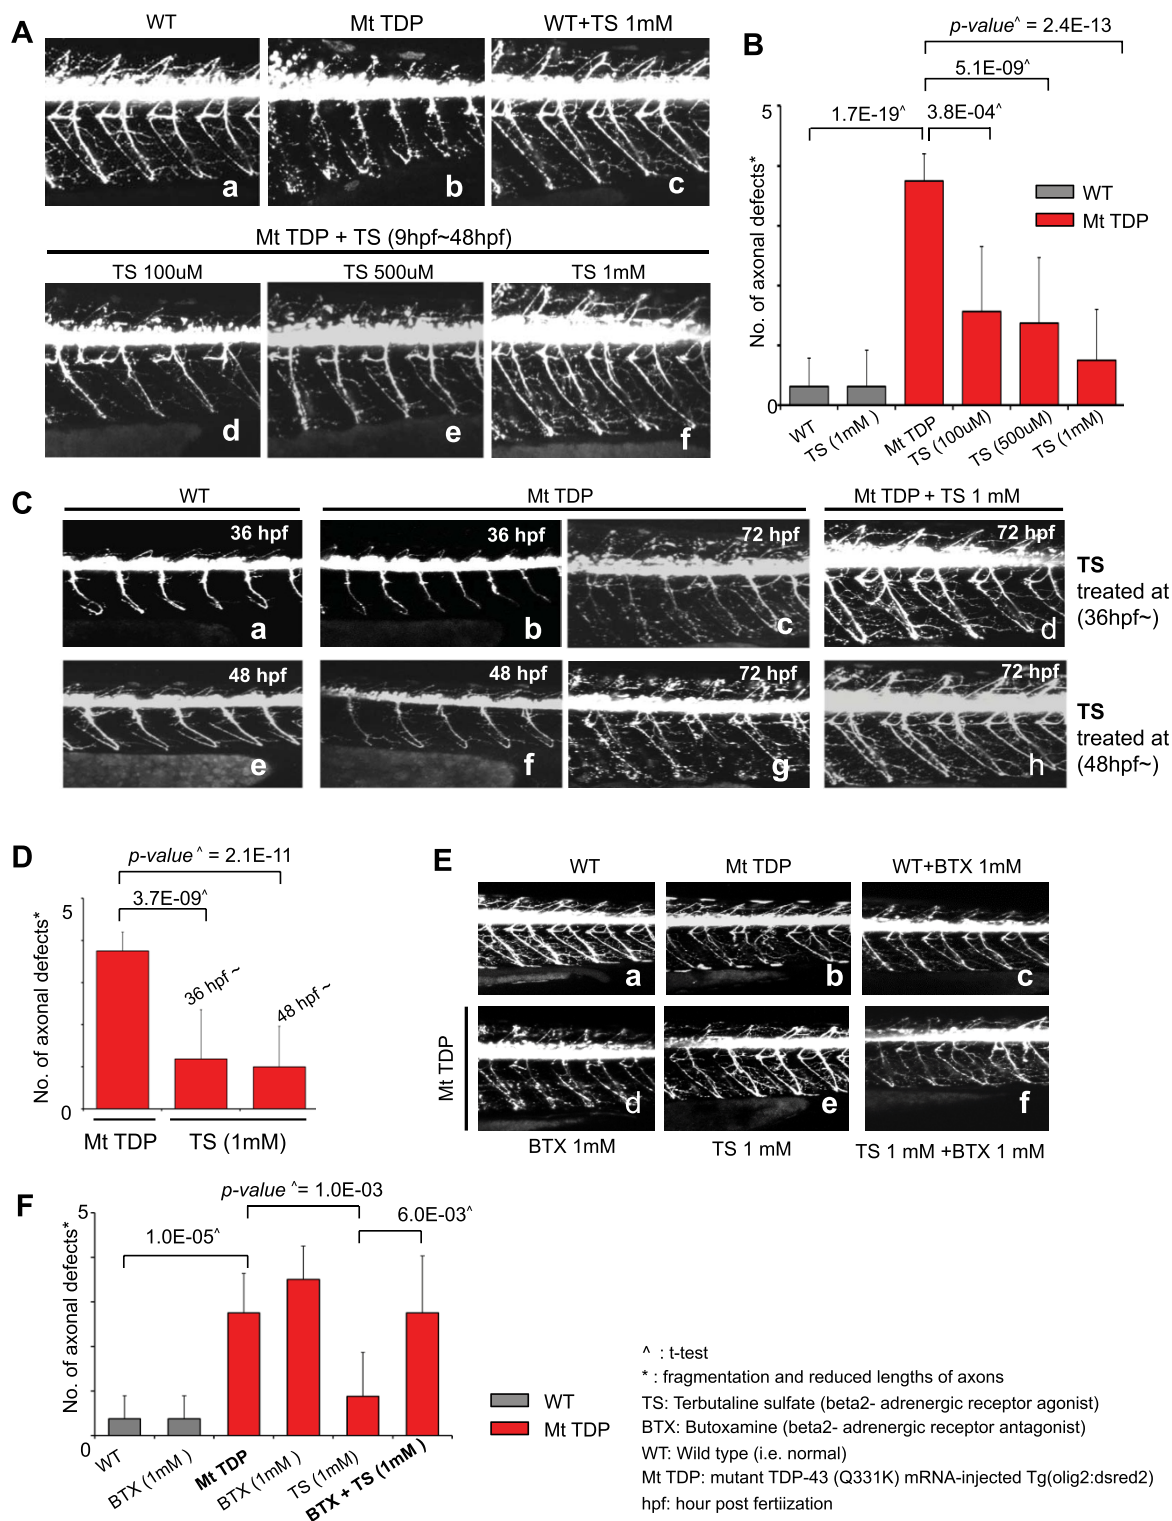 A
WT
Mt TDP
WT+TS 1mM
a
b
c
Mt TDP + TS (9hpf~48hpf)
TS 100uM
TS 500uM
TS 1mM
d
e
f
B
p-value^ = 2.4E-13
5.1E-09^
1.7E-19^
3.8E-04^
5
0
No. of axonal defects*
WT
Mt TDP
WT
TS (1mM )
Mt TDP
TS (100uM)
TS (500uM)
TS (1mM)
C
WT
Mt TDP
Mt TDP + TS 1 mM
36 hpf
36 hpf
72 hpf
72 hpf
a
b
c
d
TS
treated at
(36hpf~)
48 hpf
48 hpf
72 hpf
72 hpf
e
f
g
h
TS
treated at
(48hpf~)
D
p-value ^ = 2.1E-11
3.7E-09^
5
0
No. of axonal defects*
36 hpf ~
48 hpf ~
Mt TDP
TS (1mM)
E
WT
Mt TDP
WT+BTX 1mM
a
b
c
Mt TDP
d
e
f
BTX 1mM
TS 1 mM
TS 1 mM +BTX 1 mM
F
p-value ^= 1.0E-03
6.0E-03^
1.0E-05^
5
0
No. of axonal defects*
WT
BTX (1mM )
Mt TDP
BTX (1mM )
TS (1mM)
BTX + TS (1mM )
WT
Mt TDP
^ : t-test
* : fragmentation and reduced lengths of axons
TS: Terbutaline sulfate (beta2- adrenergic receptor agonist)
BTX: Butoxamine (beta2- adrenergic receptor antagonist)
WT: Wild type (i.e. normal)
Mt TDP: mutant TDP-43 (Q331K) mRNA-injected Tg(olig2:dsred2)
hpf: hour post fertiization